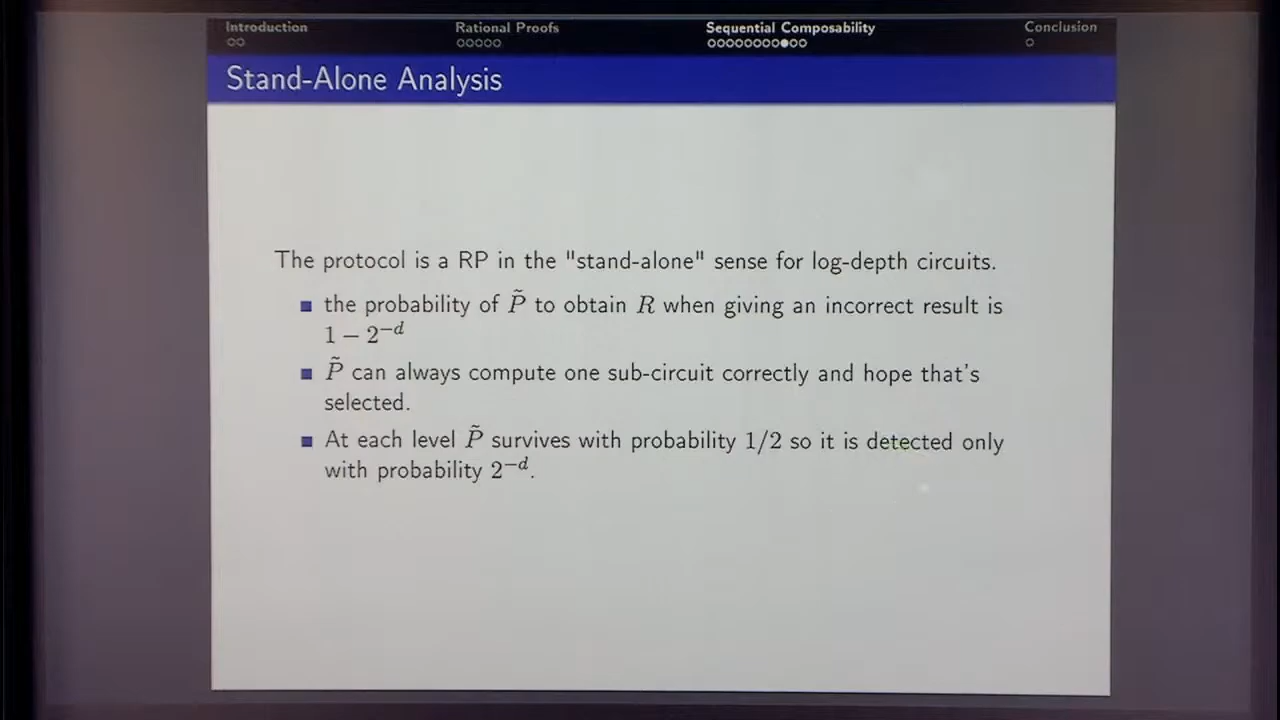 Introduction Rational Proofs Sequential Composability Conclusion
Stand-Alone Analysis
The protocol is a RP in the "stand-alone" sense for log-depth circuits.
the probability of P̃ to obtain R when giving an incorrect result is
1 − 2^{−d}
P̃ can always compute one sub-circuit correctly and hope that's
selected.
At each level P̃ survives with probability 1/2 so it is detected only
with probability 2^{−d}.